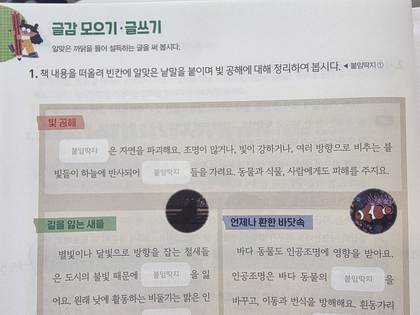 글감 모으기·글쓰기
알맞은 까닭을 들어 설득하는 글을 써 봅시다.
1. 책 내용을 떠올려 빈칸에 알맞은 낱말을 붙이며 빛 공해에 대해 정리하여 봅시다. ◀ 붙임딱지 ①
2.
빛 공해
붙임딱지 은 자연을 파괴해요. 조명이 많거나, 빛이 강하거나, 여러 방향으로 비추는 불
빛들이 하늘에 반사되어 붙임딱지 들을 가려요. 동물과 식물, 사람에게도 피해를 주지요.
길을 잃는 새들
별빛이나 달빛으로 방향을 잡는 철새들
은 도시의 불빛 때문에 붙임딱지 을 잃
어요. 원래 낮에 활동하는 비둘기는 밝은 인
언제나 환한 바닷속
바다 동물도 인공조명에 영향을 받아요.
인공조명은 바다 동물의 붙임딱지 을
바꾸고, 이동과 번식을 방해해요. 흰동가리